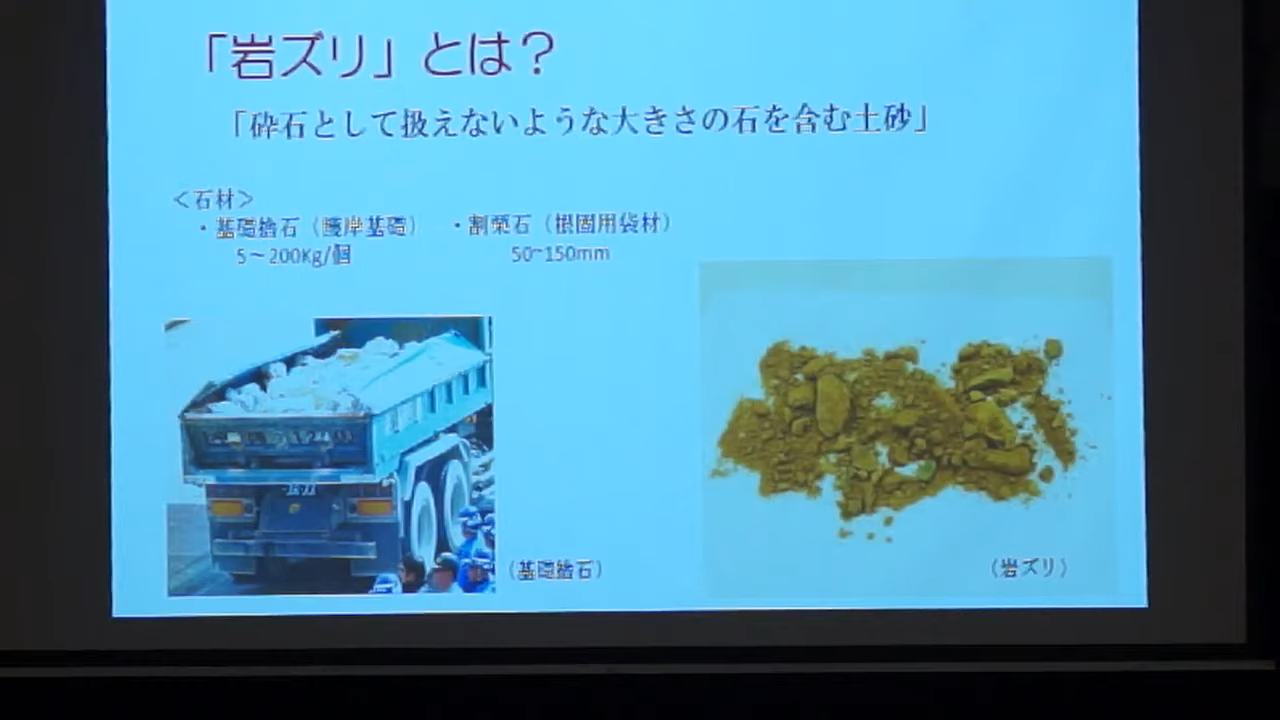 「岩ズリ」とは？
「砕石として扱えないような大きさの石を含む土砂」
＜石材＞
・基礎捨石（護岸基礎）　・割栗石（根固用袋材）
5～200Kg/個　50~150mm
（基礎捨石）
（岩ズリ）